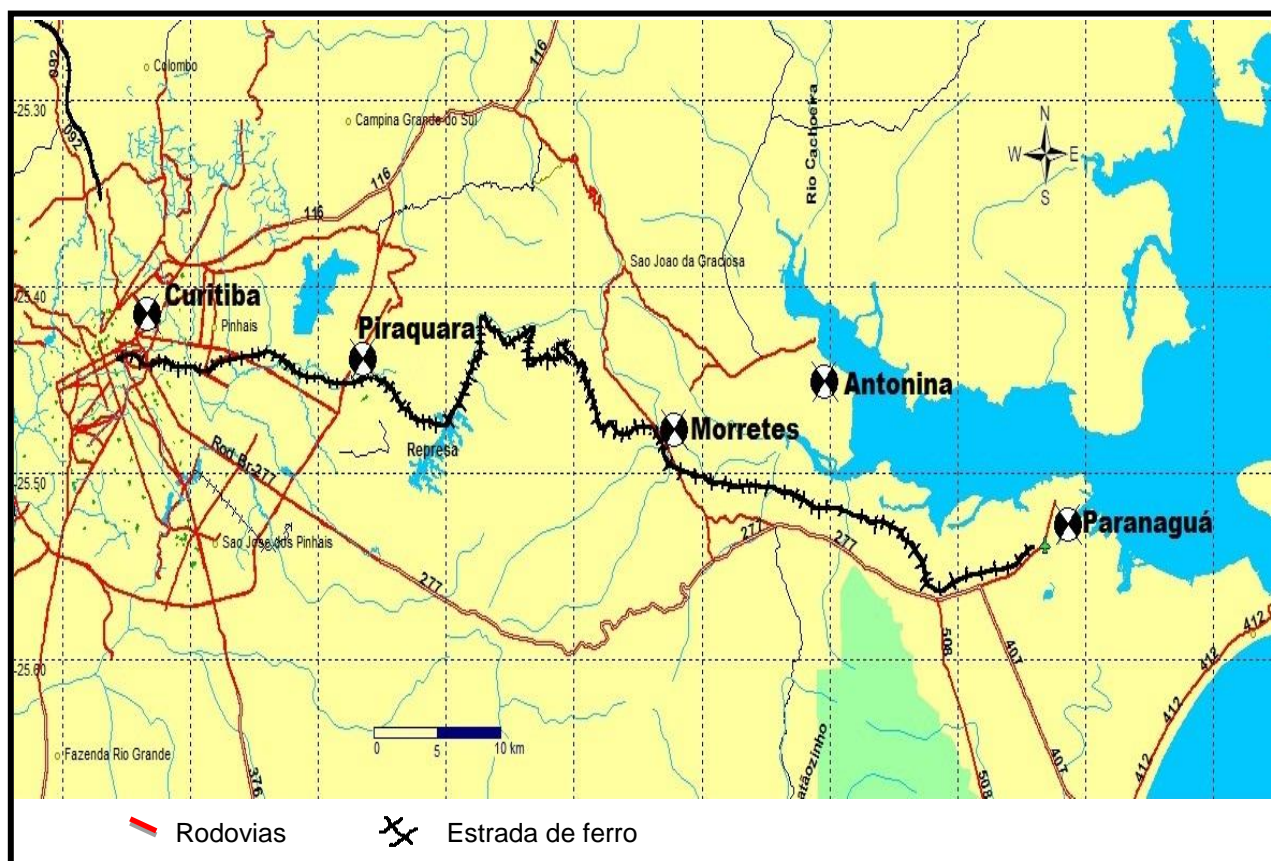 092
116
Colombo
-25.30
Campina Grande do Sul
092
Rio Cachoeira
N
W E
S
116
116
Sao Joao da Graciosa
-25.40
Curitiba
Pinhais
Piraquara
Antonina
Morretes
Represa
Rod Br-277
-25.50
Paranaguá
277
277
Sao Jose dos Pinhais
277
508
407
412
412
-25.60
412
412
Fazenda Rio Grande
376
0 5 10 km
508
407
atãozinho
Rodovias
Estrada de ferro